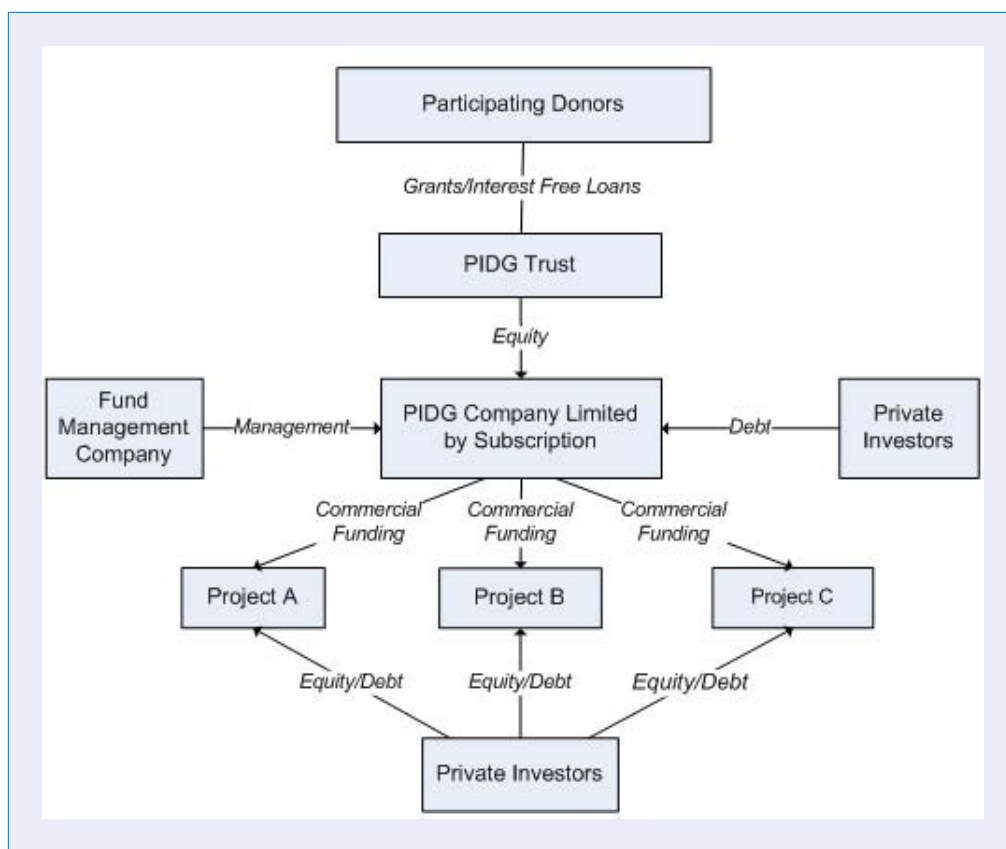 Participating Donors
Grants/Interest Free Loans
PIDG Trust
Equity
Fund
Management
Company
Management
PIDG Company Limited
by Subscription
Debt
Private
Investors
Commercial
Funding
Commercial
Funding
Commercial
Funding
Project A
Project B
Project C
Equity/Debt
Equity/Debt
Equity/Debt
Private Investors